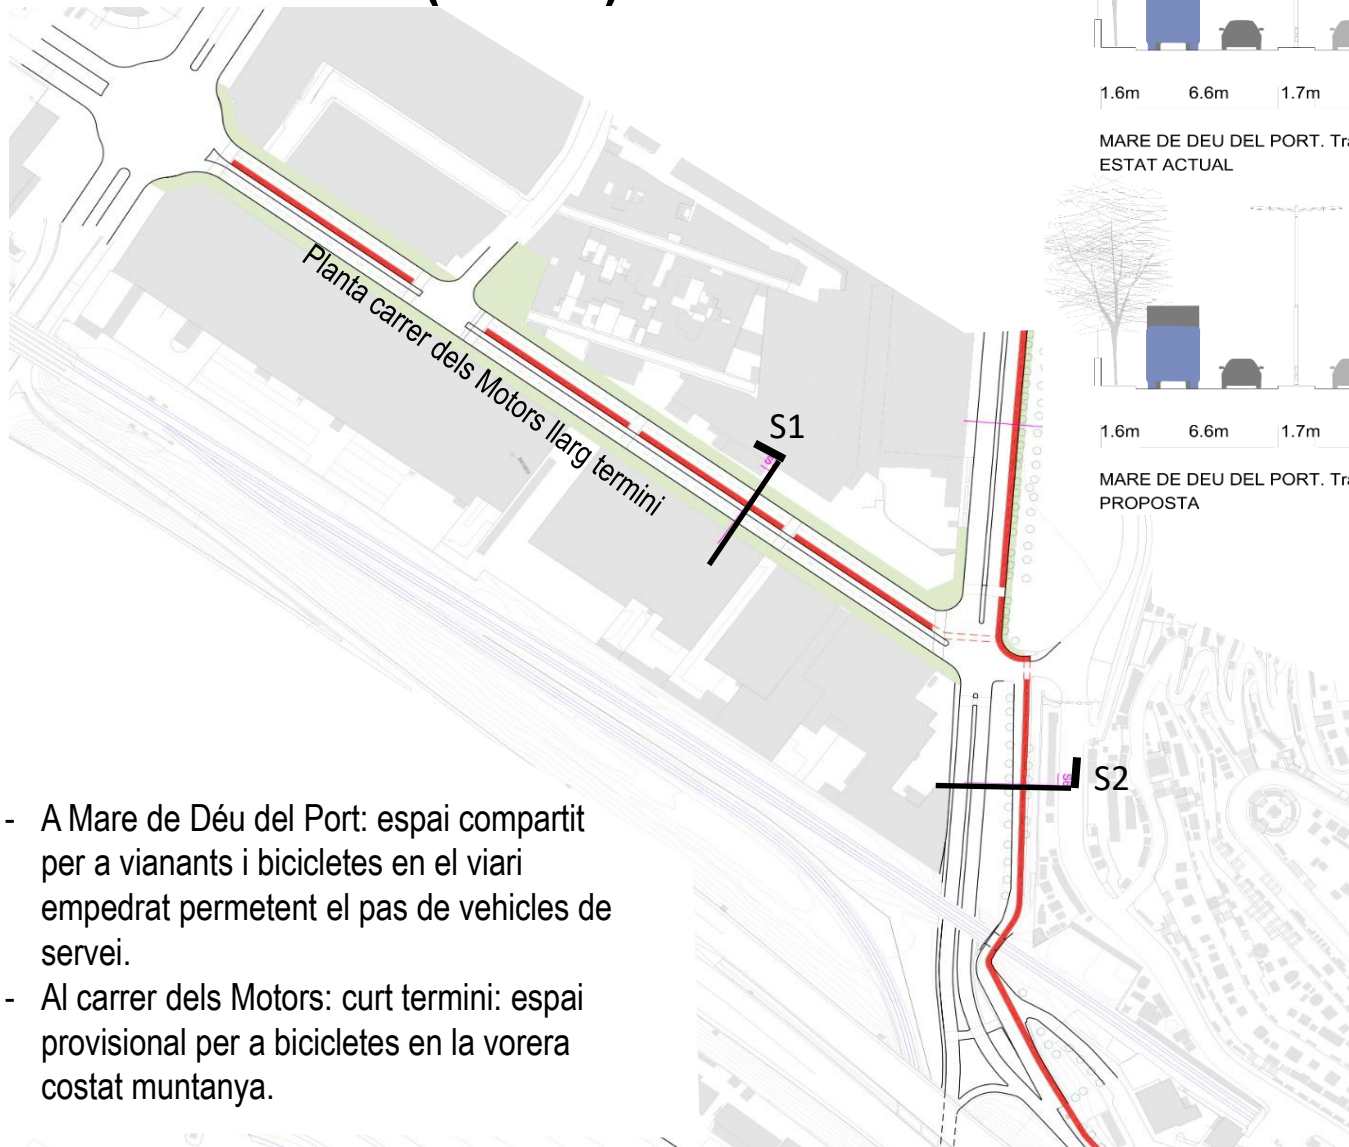 1.6m 6.6m 1.7m
MARE DE DEU DEL PORT. Tra
ESTAT ACTUAL
Planta carrer dels Motors llarg termini
S1
1.6m 6.6m 1.7m
MARE DE DEU DEL PORT. Tra
PROPOSTA
S2
- A Mare de Déu del Port: espai compartit
per a vianants i bicicletes en el viari
empedrat permetent el pas de vehicles de
servei.
- Al carrer dels Motors: curt termini: espai
provisional per a bicicletes en la vorera
costat muntanya.